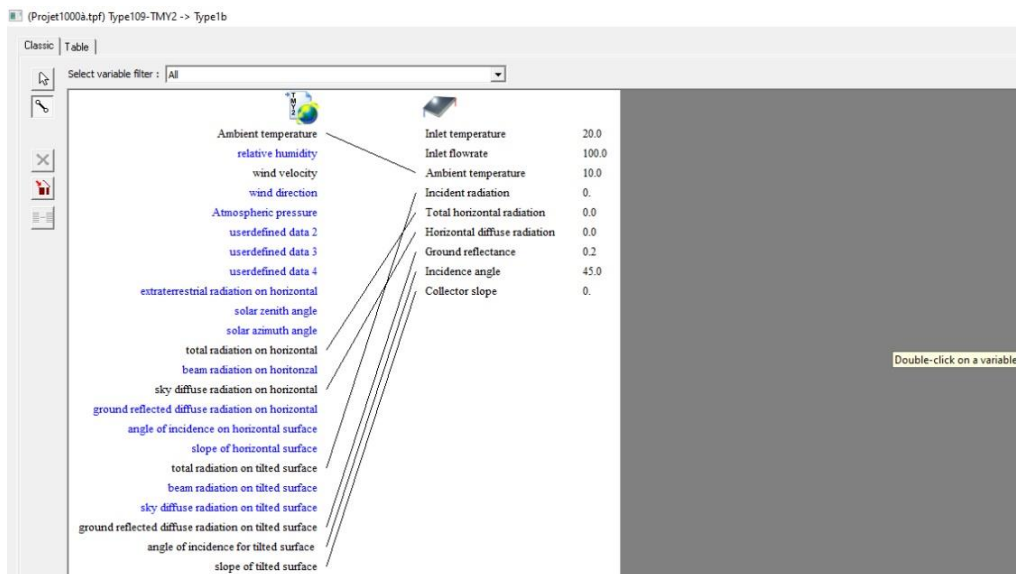 (Projet1000à.tpf) Type109-TMY2 -> Type1b
Classic Table
Select variable filter : All
TMY2
Ambient temperature Inlet temperature 20.0
relative humidity Inlet flowrate 100.0
wind velocity Ambient temperature 10.0
wind direction Incident radiation 0.
Atmospheric pressure Total horizontal radiation 0.0
userdefined data 2 Horizontal diffuse radiation 0.0
userdefined data 3 Ground reflectance 0.2
userdefined data 4 Incidence angle 45.0
extraterrestrial radiation on horizontal Collector slope 0.
solar zenith angle
solar azimuth angle
total radiation on horizontal
Double-click on a variable
beam radiation on horitonzal
sky diffuse radiation on horizontal
ground reflected diffuse radiation on horizontal
angle of incidence on horizontal surface
slope of horizontal surface
total radiation on tilted surface
beam radiation on tilted surface
sky diffuse radiation on tilted surface
ground reflected diffuse radiation on tilted surface
angle of incidence for tilted surface
slope of tilted surface